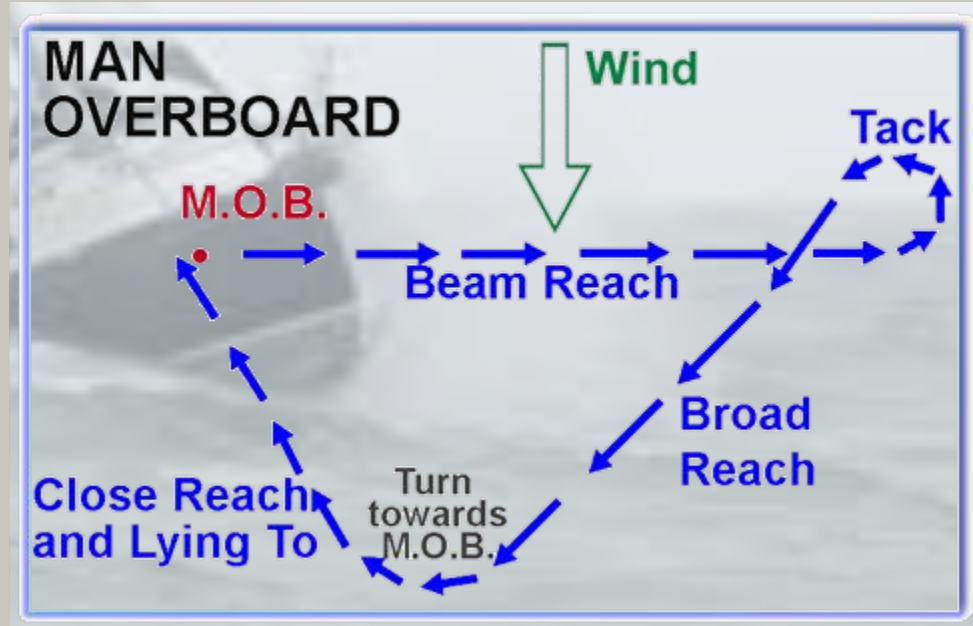 MAN
OVERBOARD
Wind
Tack
M.O.B.
Beam Reach
Broad
Reach
Turn
towards
M.O.B.
Close Reach
and Lying To